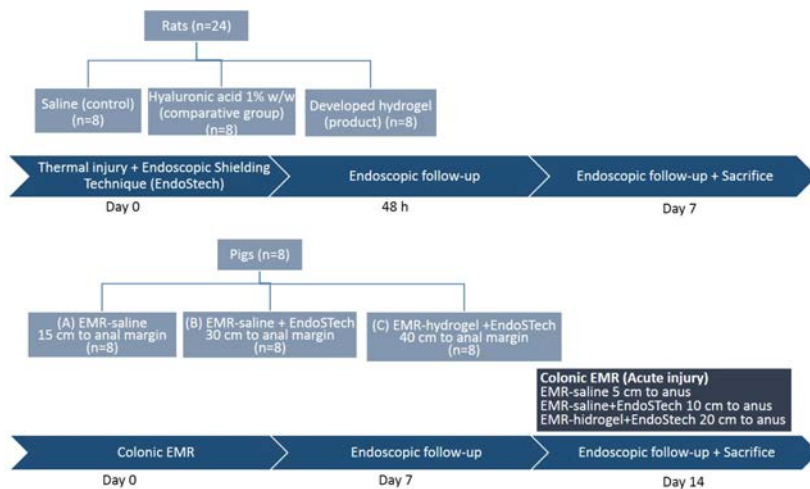 Rats (n=24)
Saline (control)
(n=8)
Hyaluronic acid 1% w/w
(comparative group)
(n=8)
Developed hydrogel
(product) (n=8)
Thermal injury + Endoscopic Shielding
Technique (EndoStech)
Endoscopic follow-up
Endoscopic follow-up + Sacrifice
Day 0
48 h
Day 7
Pigs (n=8)
(A) EMR-saline
15 cm to anal margin
(n=8)
(B) EMR-saline + EndoSTech
30 cm to anal margin
(n=8)
(C) EMR-hydrogel +EndoSTech
40 cm to anal margin
(n=8)
Colonic EMR (Acute injury)
EMR-saline 5 cm to anus
EMR-saline+EndoSTech 10 cm to anus
EMR-hidrogel+EndoStech 20 cm to anus
Colonic EMR
Endoscopic follow-up
Endoscopic follow-up + Sacrifice
Day 0
Day 7
Day 14